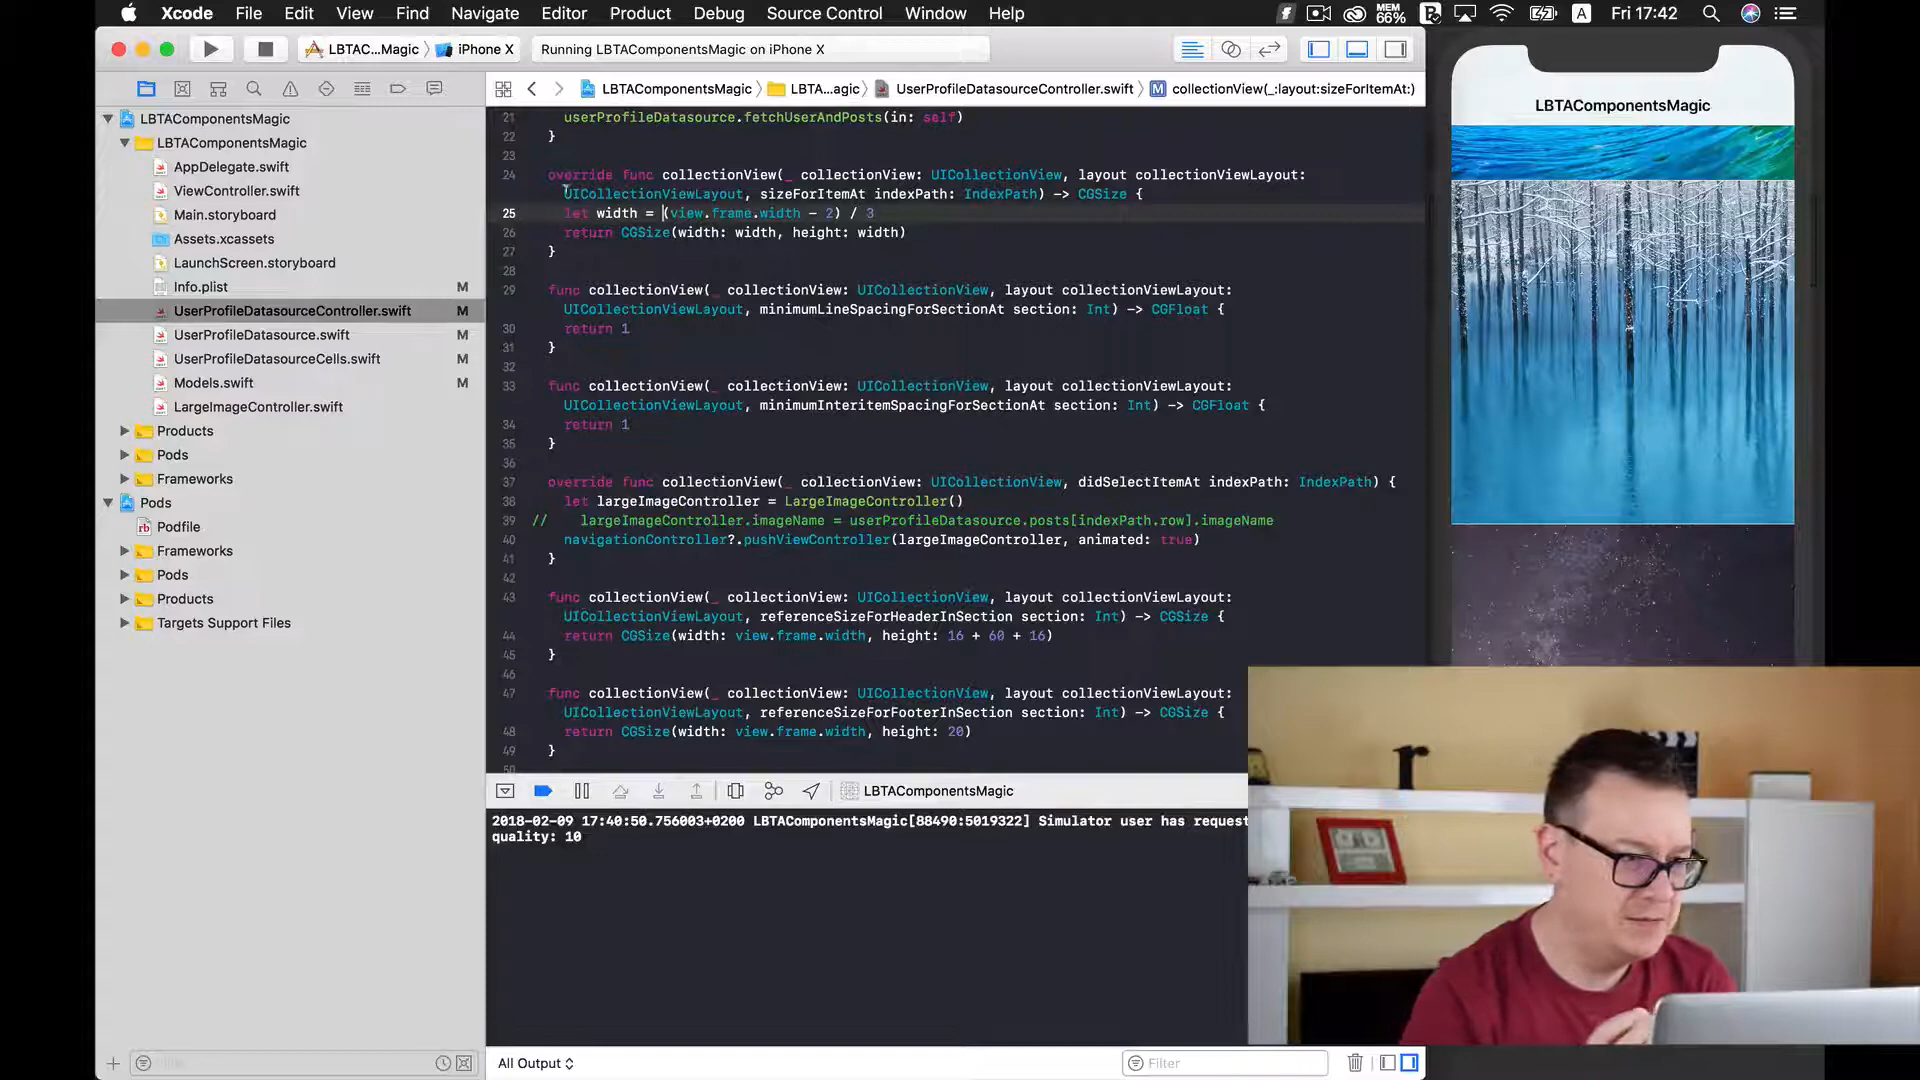 Xcode File Edit View Find Navigate Editor Product Debug Source Control Window Help MEM 66% A Fri 17:42
LBTAC...Magic iPhone X Running LBTAComponentsMagic on iPhone X
LBTAComponentsMagic LBTA...agic UserProfileDatasourceController.swift M collectionView(_:layout:sizeForItemAt:)
LBTAComponentsMagic
LBTAComponentsMagic
AppDelegate.swift
ViewController.swift
Main.storyboard
Assets.xcassets
LaunchScreen.storyboard
Info.plist M
UserProfileDatasourceController.swift M
UserProfileDatasource.swift M
UserProfileDatasourceCells.swift M
Models.swift M
LargeImageController.swift
Products
Pods
Frameworks
Pods
rb Podfile
Frameworks
Pods
Products
Targets Support Files
21 userProfileDatasource.fetchUserAndPosts(in: self)
22 }
23
24 override func collectionView(_ collectionView: UICollectionView, layout collectionViewLayout:
UICollectionViewLayout, sizeForItemAt indexPath: IndexPath) -> CGSize {
25 let width = (view.frame.width - 2) / 3
26 return CGSize(width: width, height: width)
27 }
28
29 func collectionView(_ collectionView: UICollectionView, layout collectionViewLayout:
UICollectionViewLayout, minimumLineSpacingForSectionAt section: Int) -> CGFloat {
30 return 1
31 }
32
33 func collectionView(_ collectionView: UICollectionView, layout collectionViewLayout:
UICollectionViewLayout, minimumInteritemSpacingForSectionAt section: Int) -> CGFloat {
34 return 1
35 }
36
37 override func collectionView(_ collectionView: UICollectionView, didSelectItemAt indexPath: IndexPath) {
38 let largeImageController = LargeImageController()
39 // largeImageController.imageName = userProfileDatasource.posts[indexPath.row].imageName
40 navigationController?.pushViewController(largeImageController, animated: true)
41 }
42
43 func collectionView(_ collectionView: UICollectionView, layout collectionViewLayout:
UICollectionViewLayout, referenceSizeForHeaderInSection section: Int) -> CGSize {
44 return CGSize(width: view.frame.width, height: 16 + 60 + 16)
45 }
46
47 func collectionView(_ collectionView: UICollectionView, layout collectionViewLayout:
UICollectionViewLayout, referenceSizeForFooterInSection section: Int) -> CGSize {
48 return CGSize(width: view.frame.width, height: 20)
49 }
50
LBTAComponentsMagic
2018-02-09 17:40:50.756003+0200 LBTAComponentsMagic[88490:5019322] Simulator user has request
quality: 10
Filter
All Output
Filter
LBTAComponentsMagic